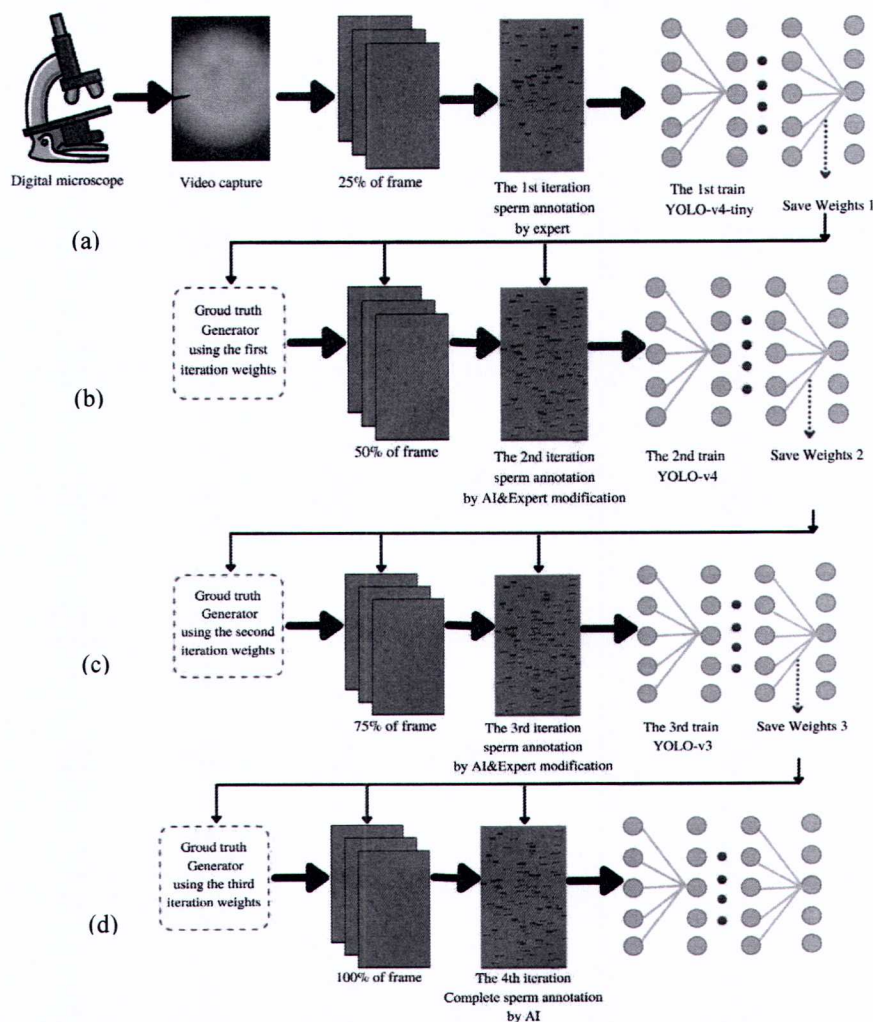 Digital microscope
Video capture
25% of frame
The 1st iteration
sperm annotation
by expert
The 1st train
YOLO-v4-tiny
Save Weights 1
(a)
Groud truth
Generator
using the first
iteration weights
50% of frame
The 2nd iteration
sperm annotation
by AI&Expert modification
The 2nd train
YOLO-v4
Save Weights 2
(b)
Groud truth
Generator
using the second
iteration weights
75% of frame
The 3rd iteration
sperm annotation
by AI&Expert modification
The 3rd train
YOLO-v3
Save Weights 3
(c)
Groud truth
Generator
using the third
iteration weights
100% of frame
The 4th iteration
Complete sperm annotation
by AI
(d)